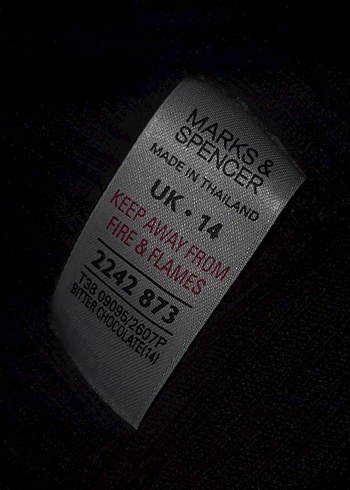 MARKS &
SPENCER
MADE IN THAILAND
UK • 14
KEEP AWAY FROM
FIRE & FLAMES
2242 873
T38 09095/2607P
BITTER CHOCOLATE(14)